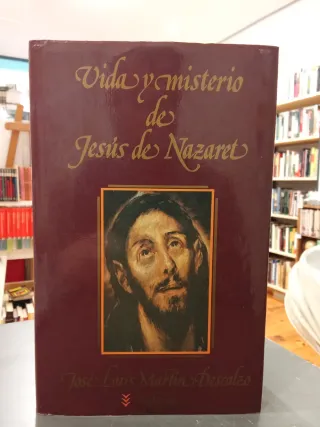 Vida y misterio
de
Jesús de Nazaret
José Luis Martín Descalzo